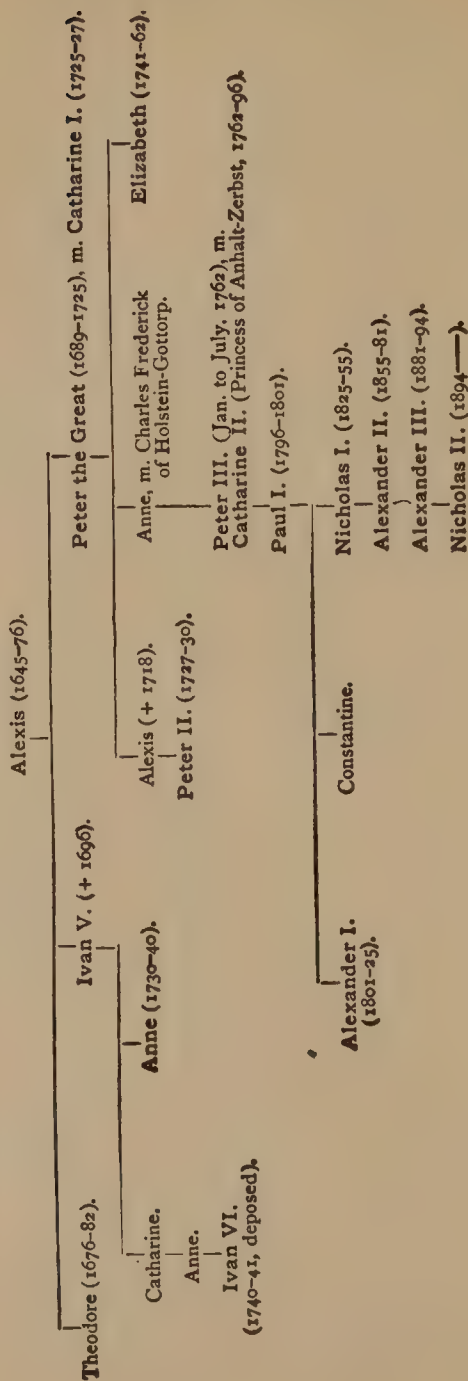 Alexis (1645–76).
Theodore (1676–82).
Ivan V. (+ 1696).
Peter the Great (1689–1725), m. Catharine I. (1725–27).
Catharine.
Anne (1730–40).
Anne.
Ivan VI.
(1740–41, deposed).
Alexis (+ 1718).
Peter II. (1727–30).
Anne, m. Charles Frederick
of Holstein-Gottorp.
Elizabeth (1741–62)
Peter III. (Jan. to July. 1762), m.
Catharine II. (Princess of Anhalt-Zerbst, 1762–96).
Paul I. (1796–1801).
Alexander I.
(1801–25).
Constantine.
Nicholas I. (1825–55).
Alexander II. (1855–81).
Alexander III. (1881–94).
Nicholas II. (1894——).